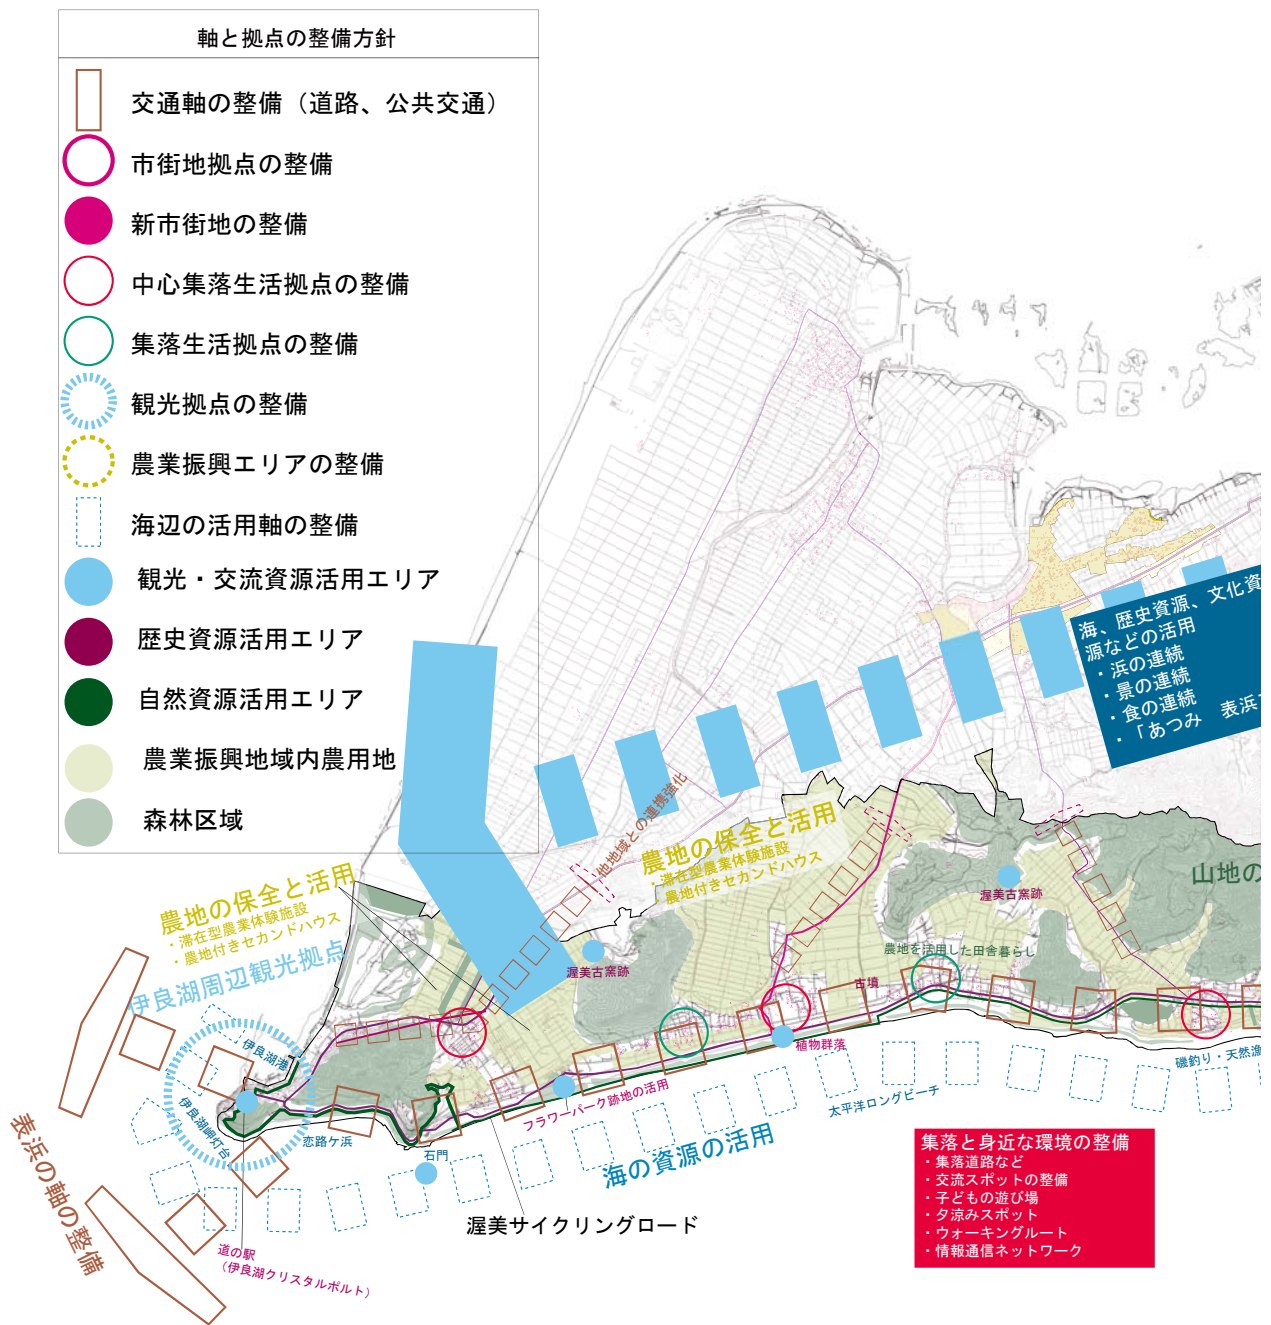 軸と拠点の整備方針
交通軸の整備（道路、公共交通）
市街地拠点の整備
新市街地の整備
中心集落生活拠点の整備
集落生活拠点の整備
観光拠点の整備
農業振興エリアの整備
海辺の活用軸の整備
観光・交流資源活用エリア
歴史資源活用エリア
自然資源活用エリア
農業振興地域内農用地
森林区域
海、歴史資源、文化資
源などの活用
・浜の連続
・景の連続
・食の連続
・「あつみ　表浜
他地域との連携強化
農地の保全と活用
・滞在型農業体験施設
・農地付きセカンドハウス
農地の保全と活用
・滞在型農業体験施設
・農地付きセカンドハウス
山地の
渥美古窯跡
渥美古窯跡
農地を活用した田舎暮らし
古墳
伊良湖周辺観光拠点
伊良湖港
伊良湖岬灯台
植物群落
磯釣り・天然漁
フラワーパーク跡地の活用
太平洋ロングビーチ
恋路ケ浜
石門
海の資源の活用
表浜の軸の整備
渥美サイクリングロード
道の駅
（伊良湖クリスタルポルト）
集落と身近な環境の整備
・集落道路など
・交流スポットの整備
・子どもの遊び場
・夕涼みスポット
・ウォーキングルート
・情報通信ネットワーク